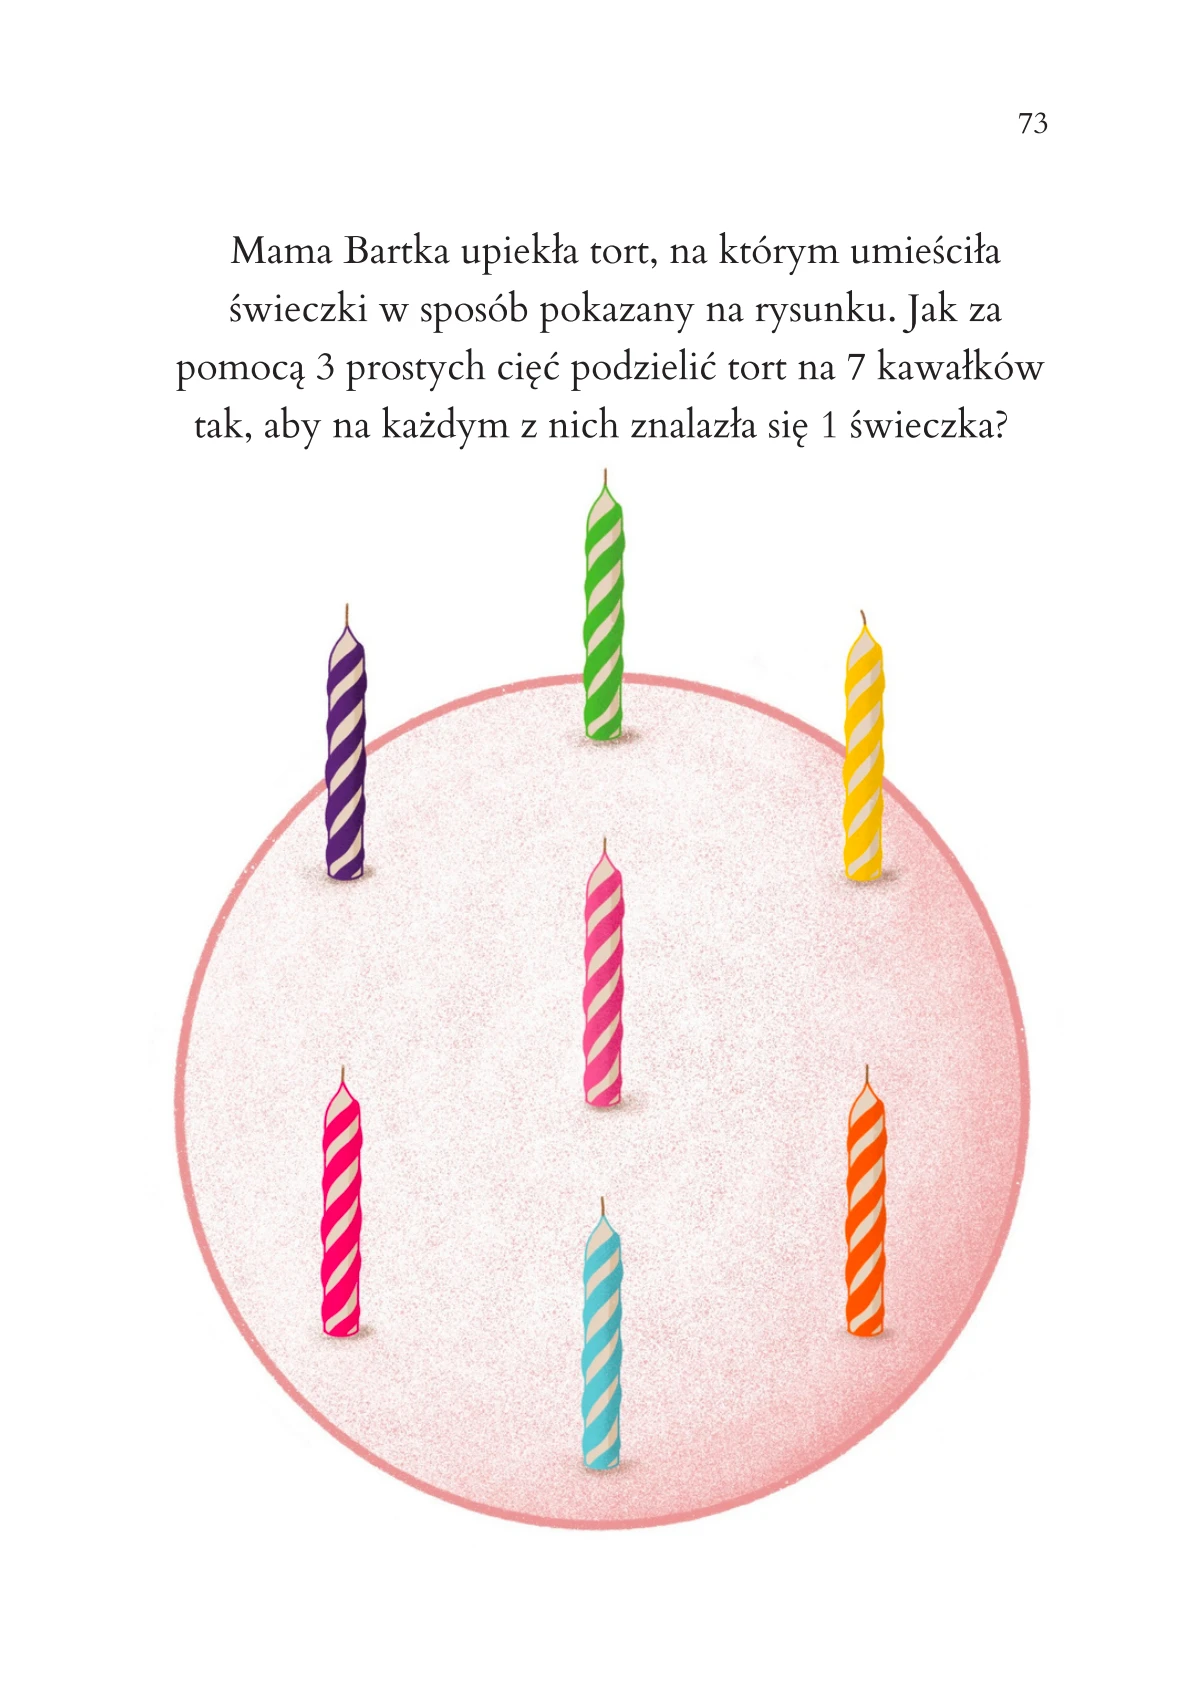 73
Mama Bartka upiekła tort, na którym umieściła
świeczki w sposób pokazany na rysunku. Jak za
pomocą 3 prostych cięć podzielić tort na 7 kawałków
tak, aby na każdym z nich znalazła się 1 świeczka?